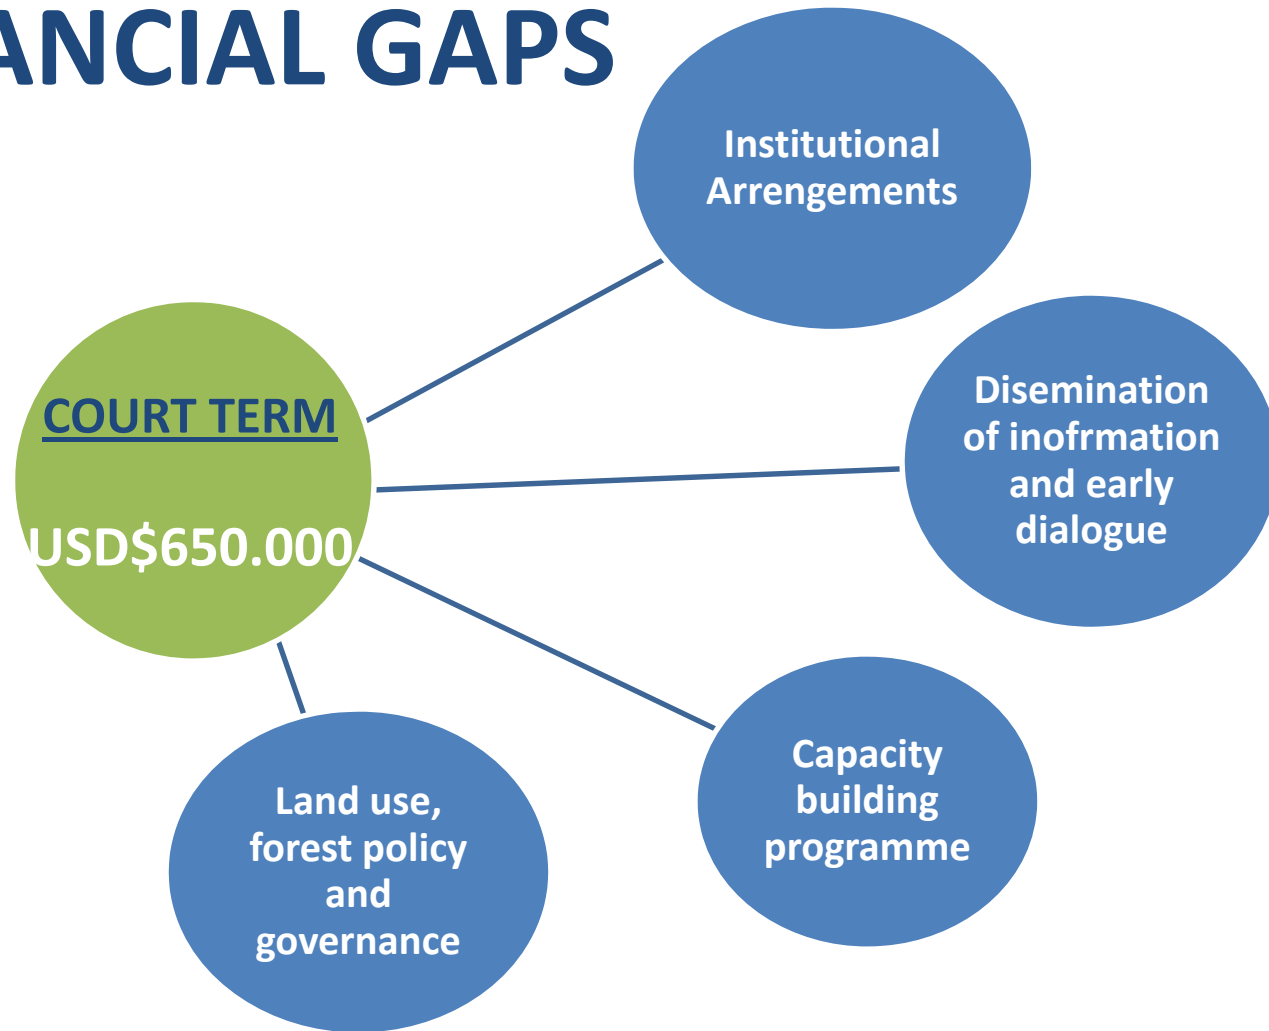 ANCIAL GAPS
Institutional
Arrengements
COURT TERM
USD$650.000
Disemination
of inofrmation
and early
dialogue
Capacity
building
programme
Land use,
forest policy
and
governance